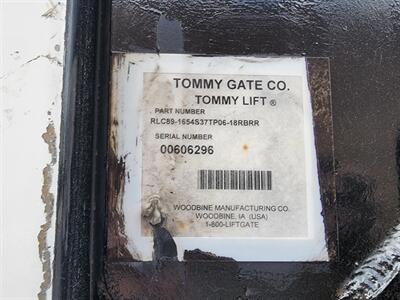 TOMMY GATE CO.
TOMMY LIFT ®
PART NUMBER
RLC89-1654S37TP06-18RBRR
SERIAL NUMBER
00606296
WOODBINE MANUFACTURING CO.
WOODBINE, IA (USA)
1-800-LIFTGATE